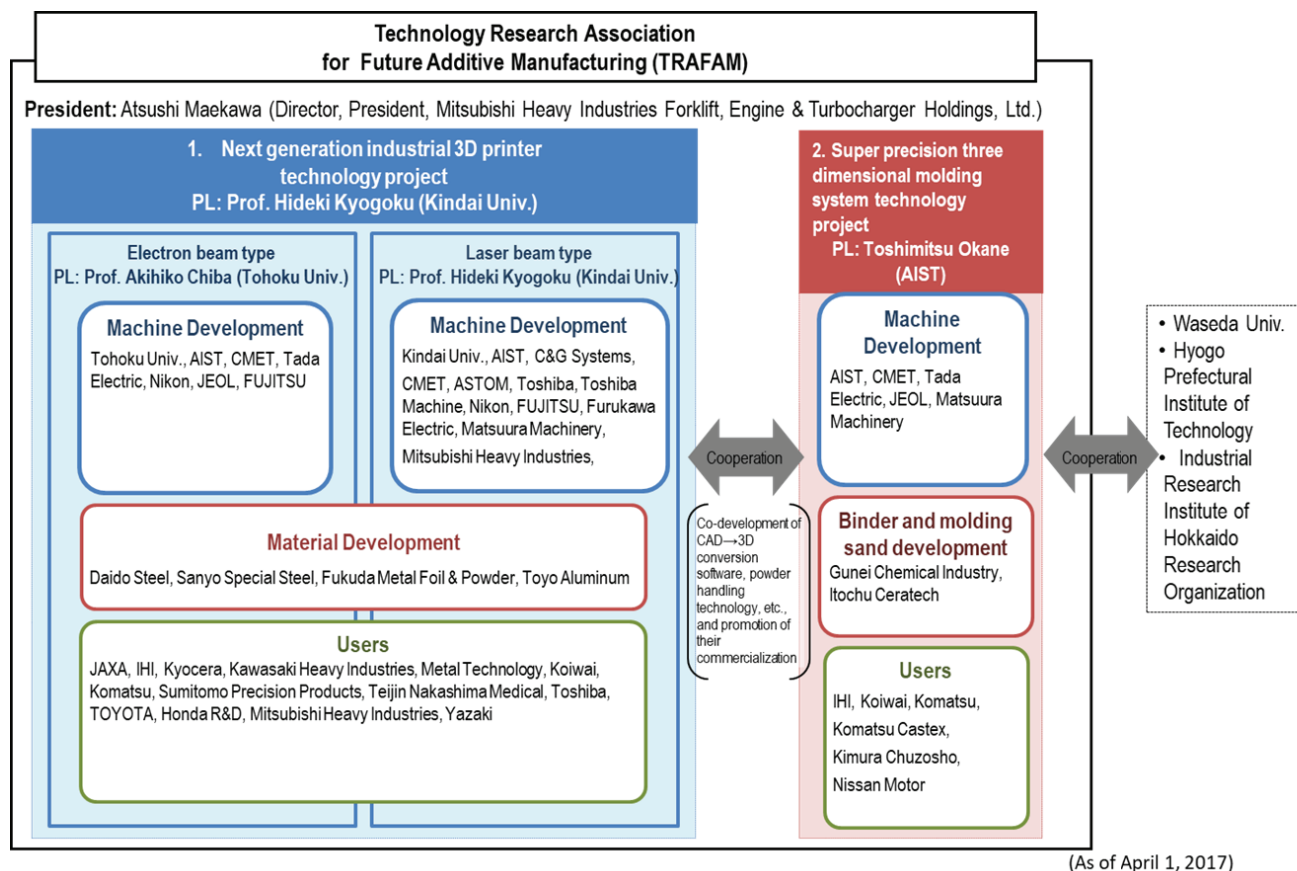 Technology Research Association
for Future Additive Manufacturing (TRAFAM)
President: Atsushi Maekawa (Director, President, Mitsubishi Heavy Industries Forklift, Engine & Turbocharger Holdings, Ltd.)
1. Next generation industrial 3D printer
technology project
PL: Prof. Hideki Kyogoku (Kindai Univ.)
Electron beam type
PL: Prof. Akihiko Chiba (Tohoku Univ.)
Machine Development
Tohoku Univ., AIST, CMET, Tada
Electric, Nikon, JEOL, FUJITSU
Laser beam type
PL: Prof. Hideki Kyogoku (Kindai Univ.)
Machine Development
Kindai Univ., AIST, C&G Systems,
CMET, ASTOM, Toshiba, Toshiba
Machine, Nikon, FUJITSU, Furukawa
Electric, Matsuura Machinery,
Mitsubishi Heavy Industries,
Material Development
Daido Steel, Sanyo Special Steel, Fukuda Metal Foil & Powder, Toyo Aluminum
Users
JAXA, IHI, Kyocera, Kawasaki Heavy Industries, Metal Technology, Koiwai,
Komatsu, Sumitomo Precision Products, Teijin Nakashima Medical, Toshiba,
TOYOTA, Honda R&D, Mitsubishi Heavy Industries, Yazaki
Cooperation
Co-development of
CAD→3D
conversion
software, powder
handling
technology, etc.,
and promotion of
their
commercialization
2. Super precision three
dimensional molding
system technology
project
PL: Toshimitsu Okane
(AIST)
Machine
Development
AIST, CMET, Tada
Electric, JEOL, Matsuura
Machinery
Binder and molding
sand development
Gunei Chemical Industry,
Itochu Ceratech
Users
IHI, Koiwai, Komatsu,
Komatsu Castex,
Kimura Chuzosho,
Nissan Motor
Cooperation
• Waseda Univ.
• Hyogo
Prefectural
Institute of
Technology
• Industrial
Research
Institute of
Hokkaido
Research
Organization
(As of April 1, 2017)